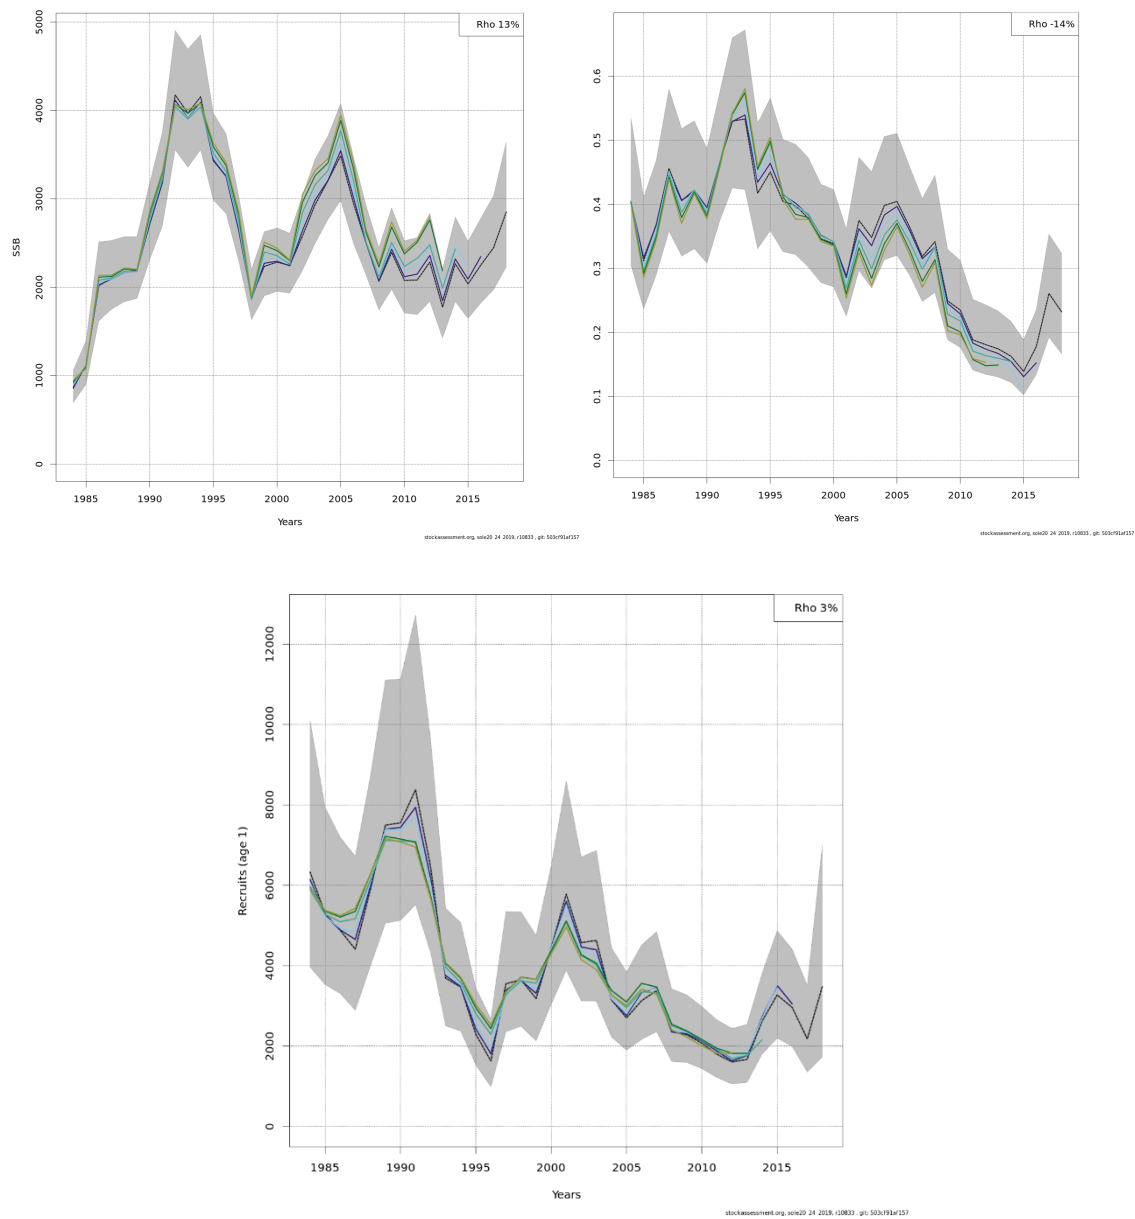 Rho 13%
SSB
5000
4000
3000
2000
1000
0
1985 1990 1995 2000 2005 2010 2015
Years
stockassessment.org, sole20_24_2019, r10833 , git: 503cf91af157
Rho -14%
0.6
0.5
0.4
0.3
0.2
0.1
0.0
1985 1990 1995 2000 2005 2010 2015
Years
stockassessment.org, sole20_24_2019, r10833 , git: 503cf91af157
Rho 3%
Recruits (age 1)
12000
10000
8000
6000
4000
2000
0
1985 1990 1995 2000 2005 2010 2015
Years
stockassessment.org, sole20_24_2019, r10833 , git: 503cf91af157